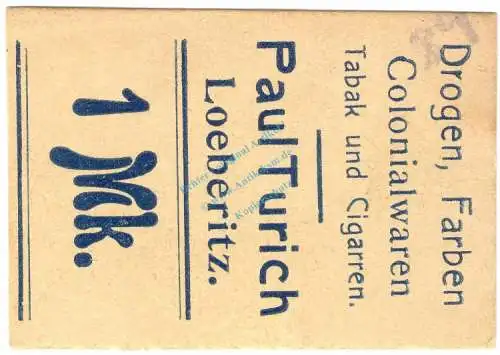 Drogen, Farben
Colonialwaren
Tabak und Cigarren.
Paul Turich
Loeberitz.
1 Mk.